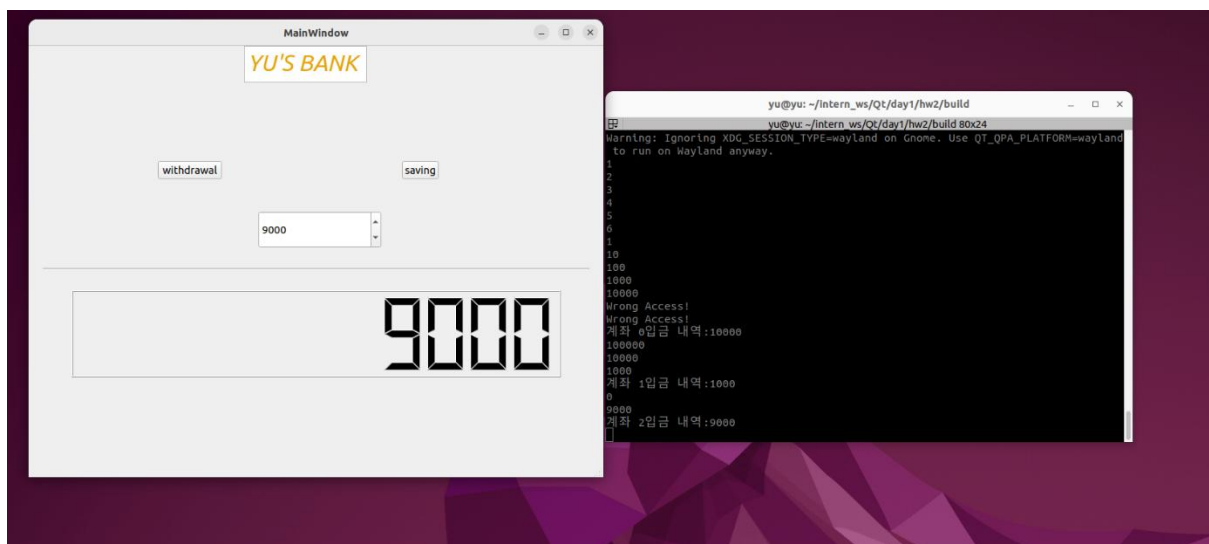 MainWindow
YU'S BANK
withdrawal
saving
9000
9000
yu@yu: ~/intern_ws/Qt/day1/hw2/build
yu@yu: ~/intern_ws/Qt/day1/hw2/build 80x24
Warning: Ignoring XDG_SESSION_TYPE=wayland on Gnome. Use QT_QPA_PLATFORM=wayland
to run on Wayland anyway.
1
2
3
4
5
6
1
10
100
1000
10000
Wrong Access!
Wrong Access!
계좌 0입금 내역:10000
100000
10000
1000
계좌 1입금 내역:1000
0
9000
계좌 2입금 내역:9000